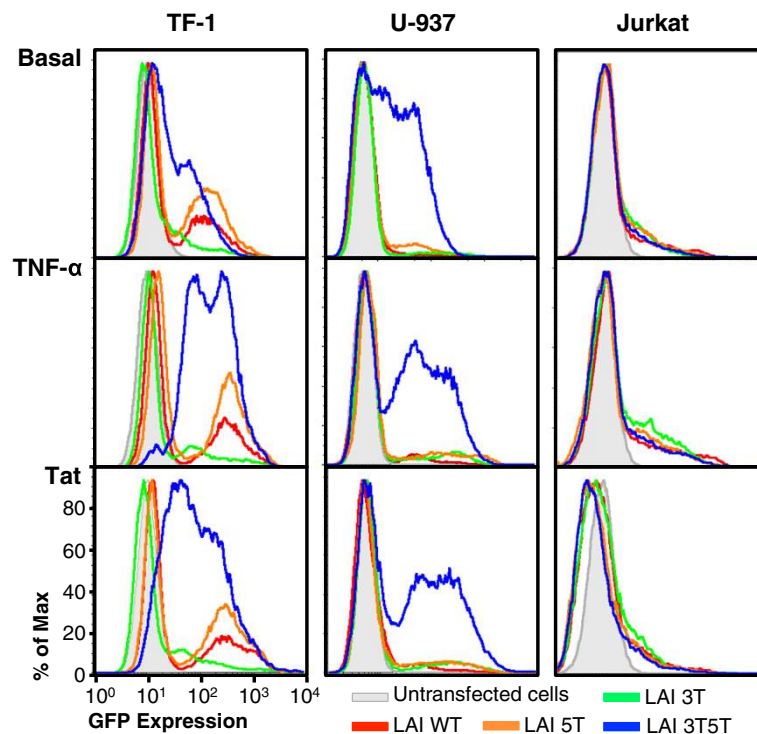 TF-1 U-937 Jurkat
Basal
TNF-α
Tat
80
60
40
20
0
% of Max
10⁰ 10¹ 10² 10³ 10⁴
GFP Expression
Untransfected cells LAI 3T
LAI WT LAI 5T LAI 3T5T